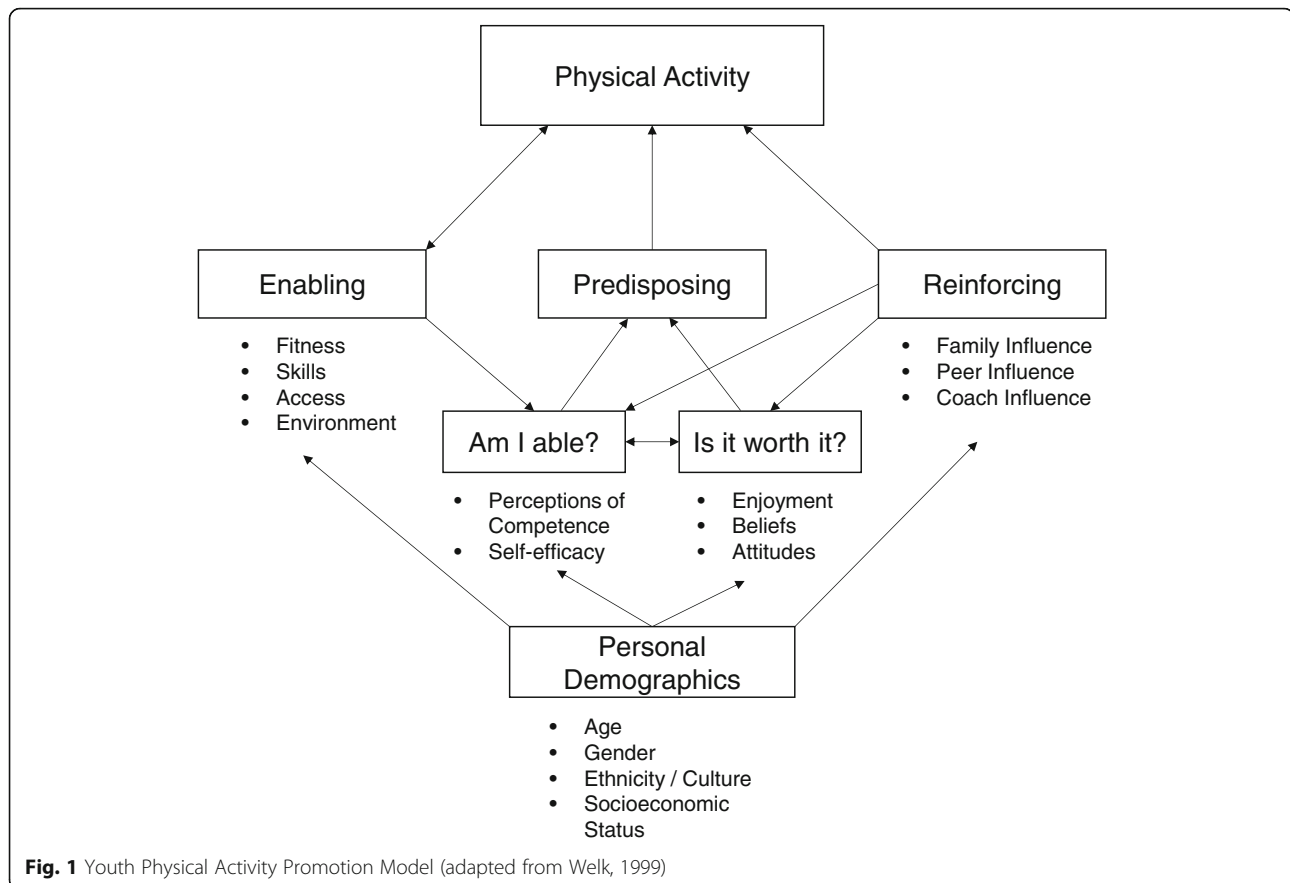 Physical Activity
Enabling
Predisposing
Reinforcing
• Fitness
• Skills
• Access
• Environment
• Family Influence
• Peer Influence
• Coach Influence
Am I able?
Is it worth it?
• Perceptions of
Competence
• Self-efficacy
• Enjoyment
• Beliefs
• Attitudes
Personal
Demographics
• Age
• Gender
• Ethnicity / Culture
• Socioeconomic
Status
Fig. 1 Youth Physical Activity Promotion Model (adapted from Welk, 1999)